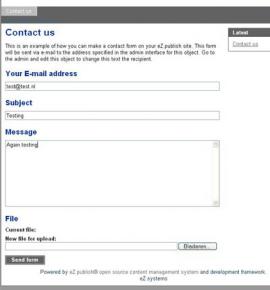 Contact us
Contact us
Latest
This is an example of how you can make a contact form on your eZ publish site. This form
will be sent via e-mail to the address specified in the admin interface for this object. Go to
the admin and edit this object to change this text the recipient.
Contact us
Your E-mail address
test@test.nl
Subject
Testing
Message
Again testing
File
Current file:
New file for upload:
Bladeren...
Send form
Powered by eZ publish® open source content management system and development framework.
eZ systems